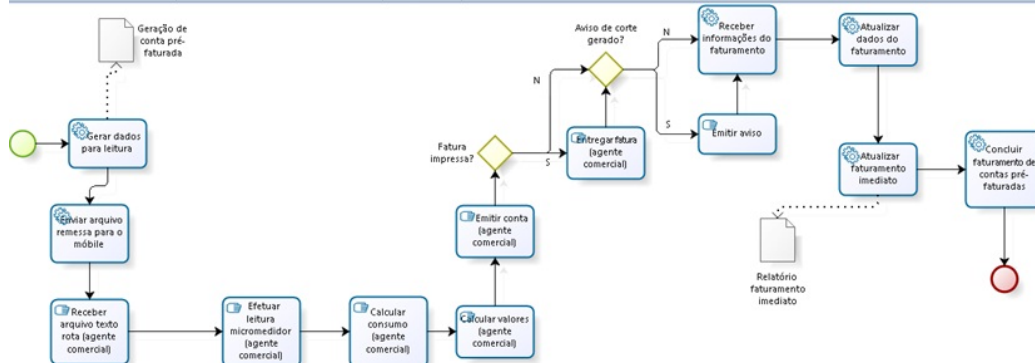 Geração de
conta pré-
faturada
Gerar dados
para leitura
Enviar arquivo
remessa para o
móbile
Receber
arquivo texto
rota (agente
comercial)
Efetuar
leitura
micromedidor
(agente
comercial)
Calcular
consumo
(agente
comercial)
Calcular valores
(agente
comercial)
Emitir conta
(agente
comercial)
Fatura
impressa?
N
S
Entregar fatura
(agente
comercial)
Aviso de corte
gerado?
N
S
Emitir aviso
Receber
informações do
faturamento
Atualizar
dados do
faturamento
Atualizar
faturamento
imediato
Relatório
faturamento
imediato
Concluir
faturamento de
contas pré-
faturadas